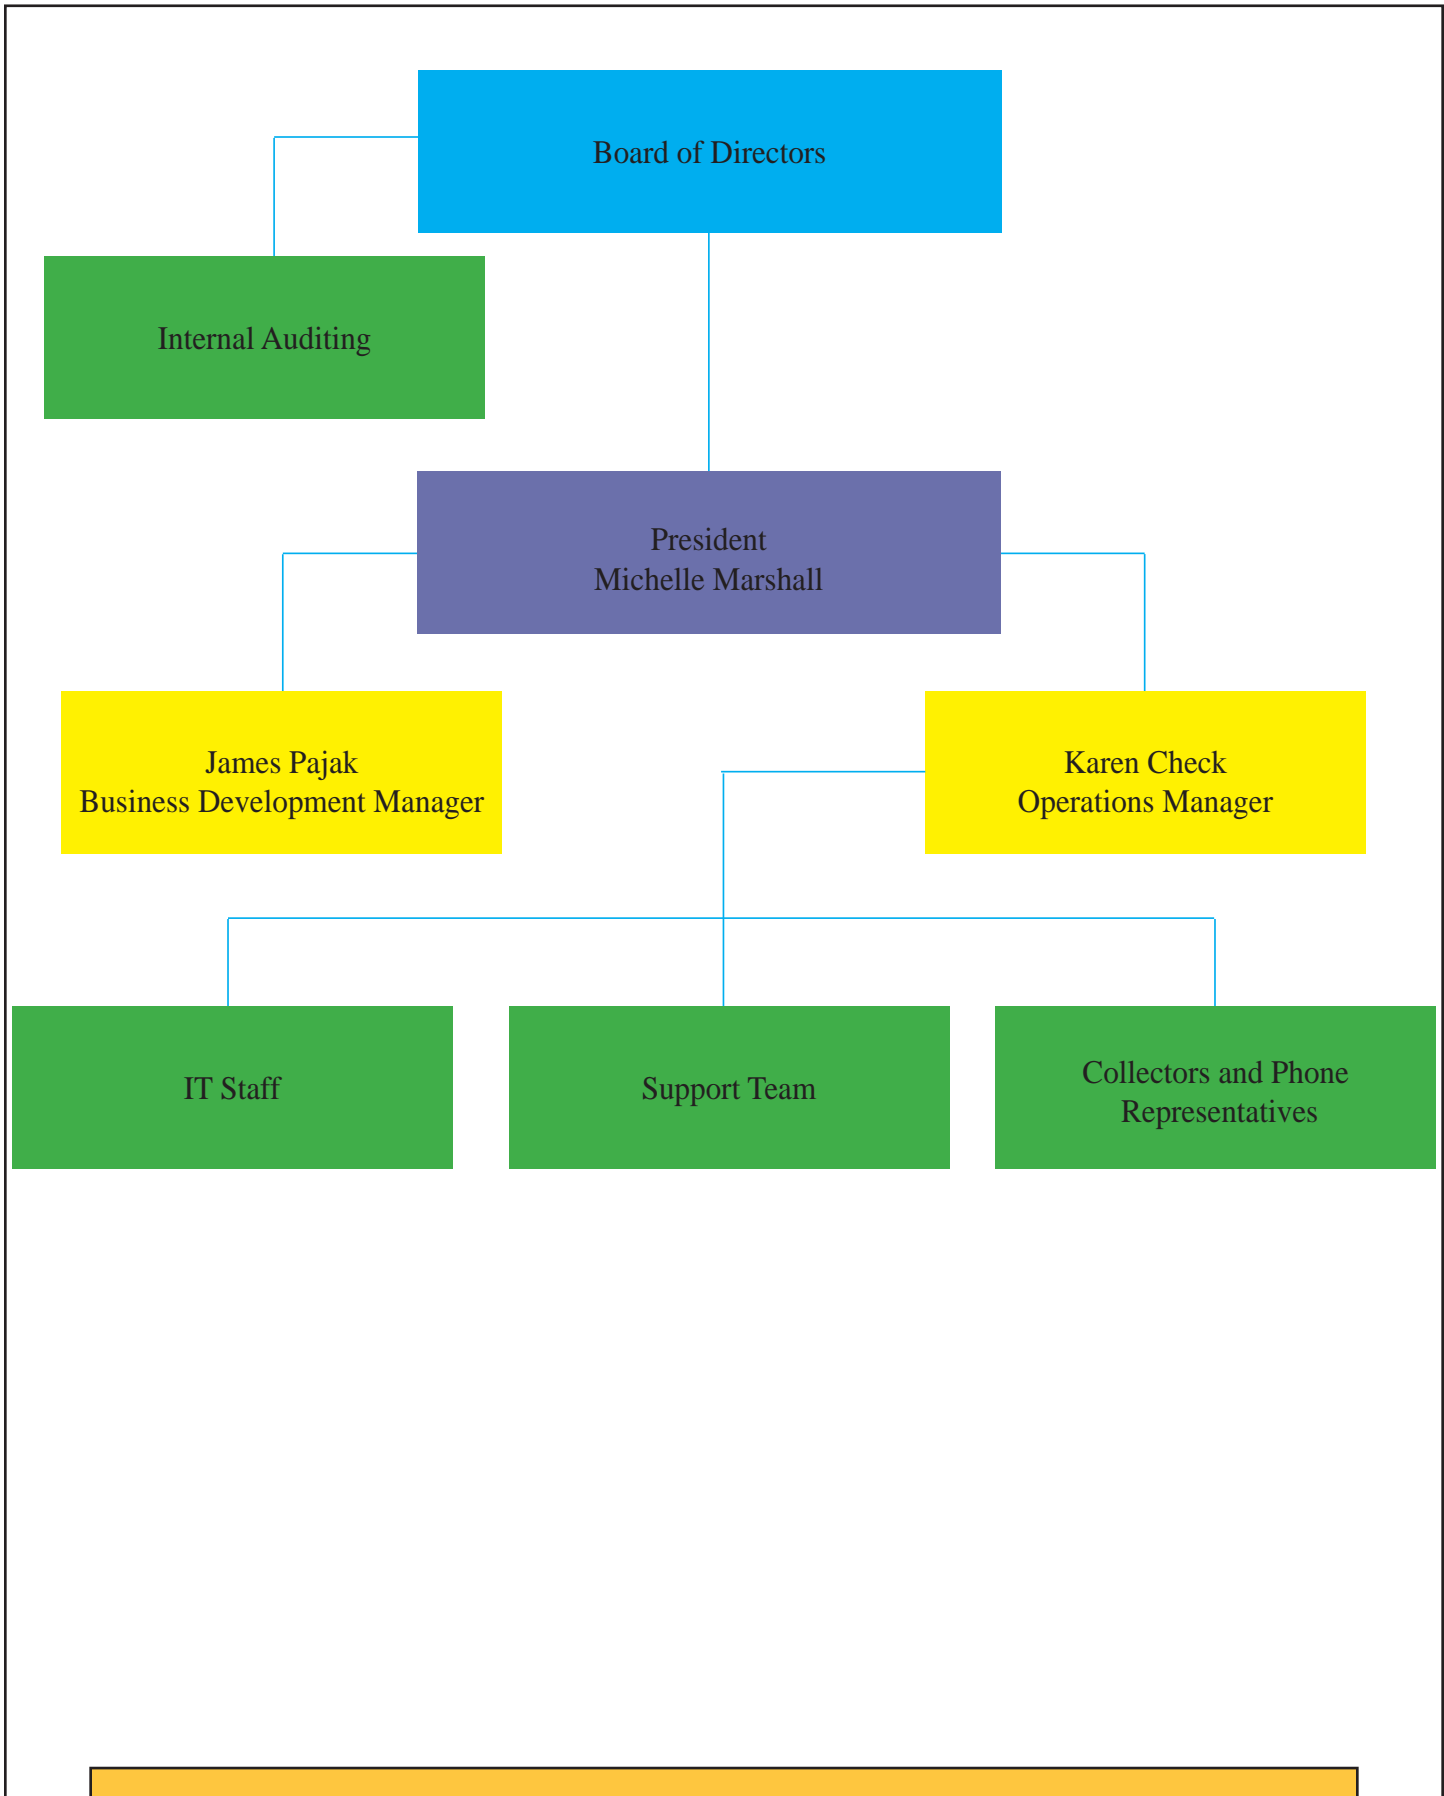 Board of Directors
Internal Auditing
President
Michelle Marshall
James Pajak
Business Development Manager
Karen Check
Operations Manager
IT Staff
Support Team
Collectors and Phone
Representatives